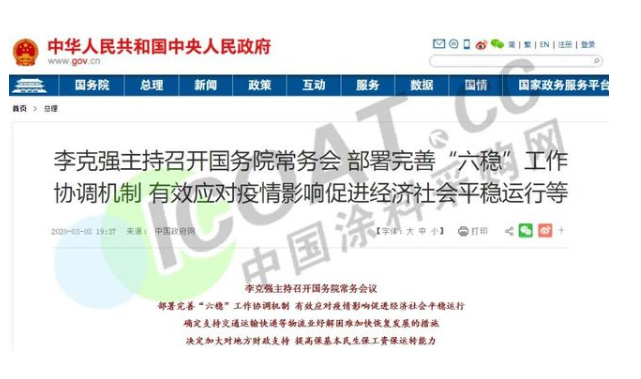 中华人民共和国中央人民政府
www.gov.cn
简 | 繁 | EN | 注册 | 登录
国务院 总理 新闻 政策 互动 服务 数据 国情 国家政务服务平台
首页 > 总理
李克强主持召开国务院常务会 部署完善“六稳”工作
协调机制 有效应对疫情影响促进经济社会平稳运行等
2020-03-03 19:37 来源: 中国政府网 【字体: 大 中 小】 打印
ICOAT.CC
中国涂料采购网
李克强主持召开国务院常务会议
部署完善“六稳”工作协调机制 有效应对疫情影响促进经济社会平稳运行
确定支持交通运输快递等物流业纾解困难加快恢复发展的措施
决定加大对地方财政支持 提高保基本民生保工资保运转能力